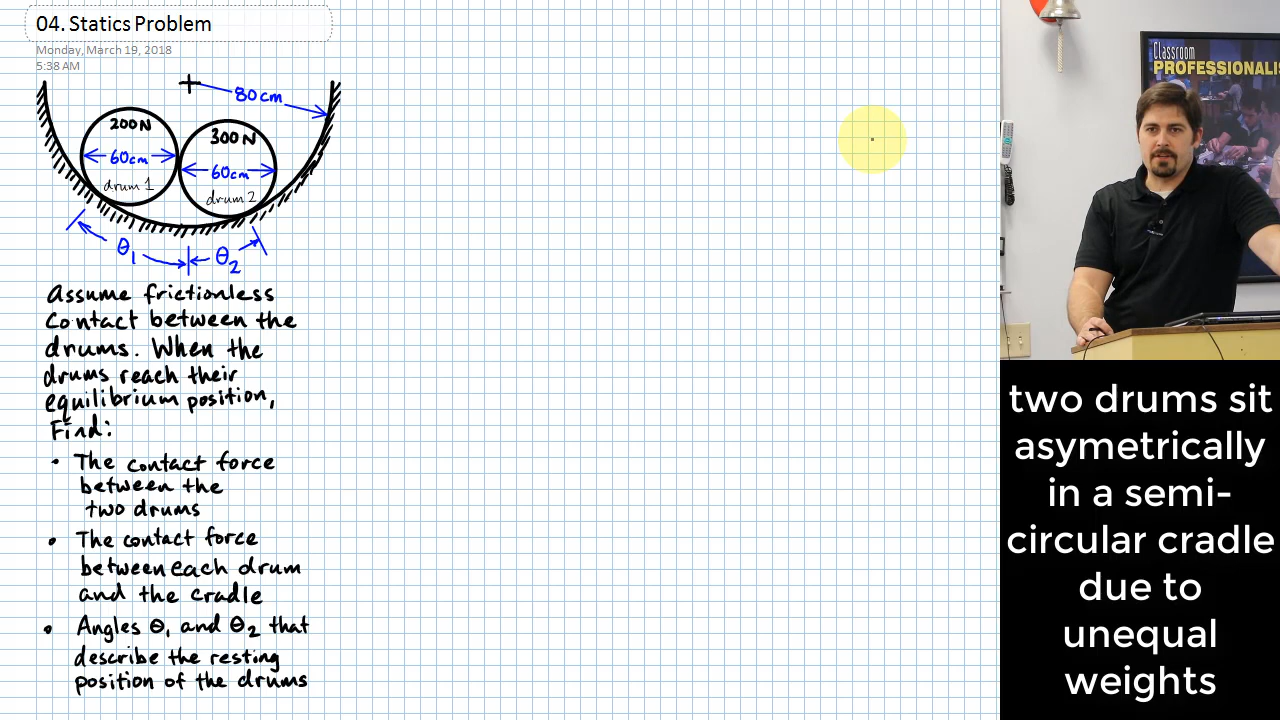 04. Statics Problem
Monday, March 19, 2018
5:38 AM
80cm
200N
60cm
drum 1
300N
60cm
drum 2
θ1
θ2
Assume frictionless
Contact between the
drums. When the
drums reach their
equilibrium position,
Find:
• The contact force
between the
two drums
• The contact force
between each drum
and the cradle
• Angles θ1 and θ2 that
describe the resting
position of the drums
Classroom
PROFESSIONALI
two drums sit
asymetrically
in a semi-
circular cradle
due to
unequal
weights